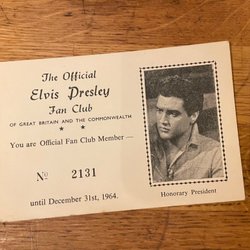 The Official
Elvis Presley
Fan Club
OF GREAT BRITAIN AND THE COMMONWEALTH
★ ★
You are Official Fan Club Member —
No 2131
until December 31st, 1964.
Honorary President